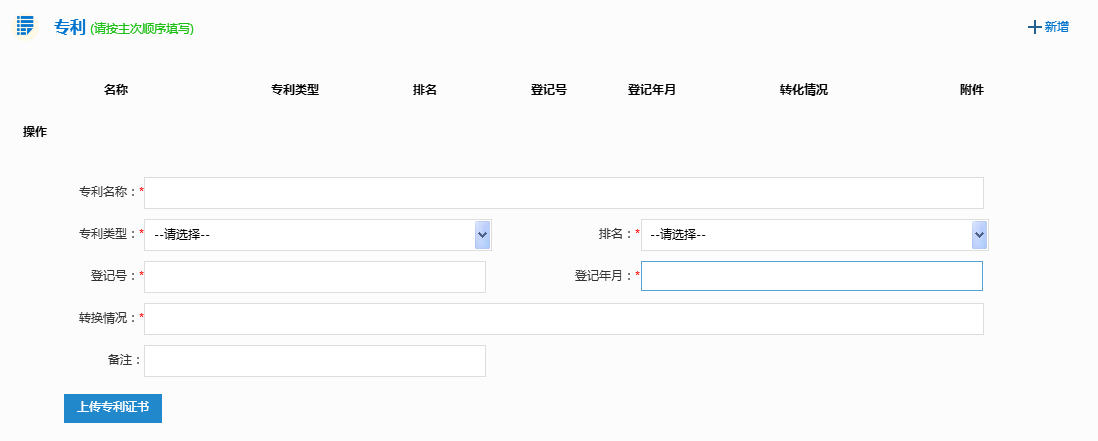 专利 (请按主次顺序填写) 新增
名称 专利类型 排名 登记号 登记年月 转化情况 附件
操作
专利名称：*
专利类型：* --请选择-- 排名：* --请选择--
登记号：* 登记年月：*
转换情况：*
备注：
上传专利证书